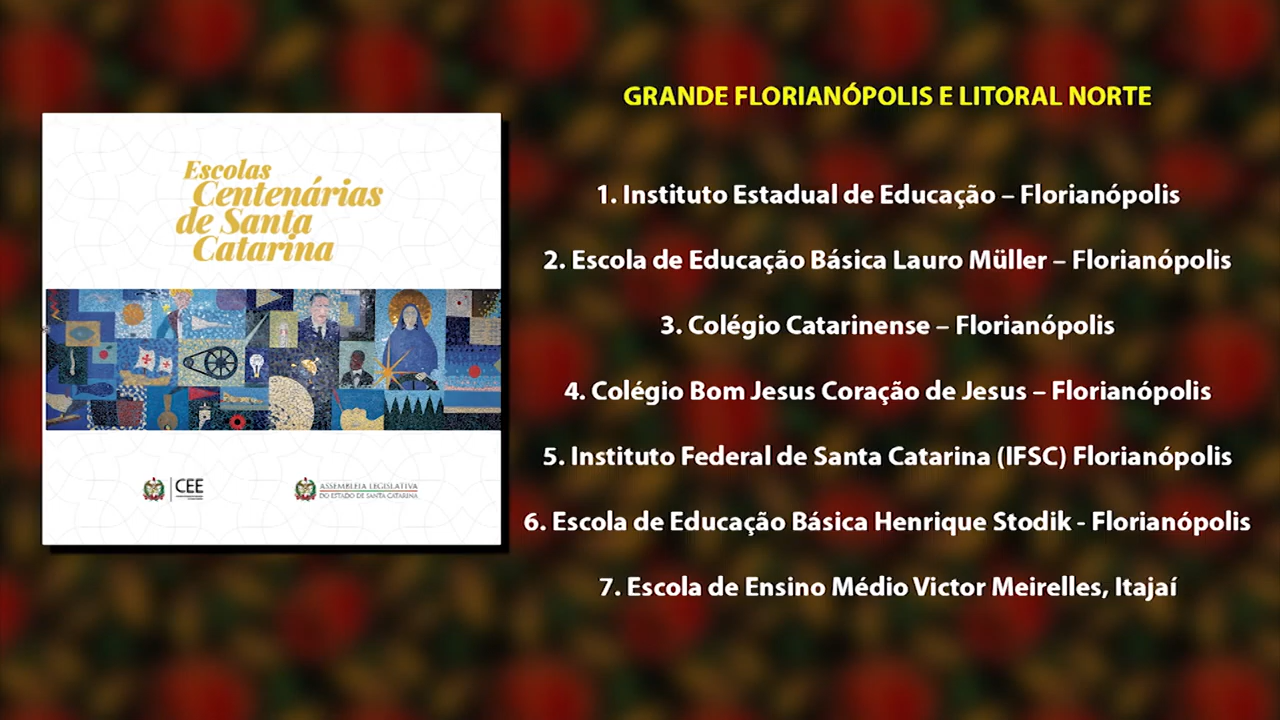 Escolas
Centenárias
de Santa
Catarina
CEE
ASSEMBLEIA LEGISLATIVA
DO ESTADO DE SANTA CATARINA
GRANDE FLORIANÓPOLIS E LITORAL NORTE
1. Instituto Estadual de Educação – Florianópolis
2. Escola de Educação Básica Lauro Müller – Florianópolis
3. Colégio Catarinense – Florianópolis
4. Colégio Bom Jesus Coração de Jesus – Florianópolis
5. Instituto Federal de Santa Catarina (IFSC) Florianópolis
6. Escola de Educação Básica Henrique Stodik - Florianópolis
7. Escola de Ensino Médio Victor Meirelles, Itajaí